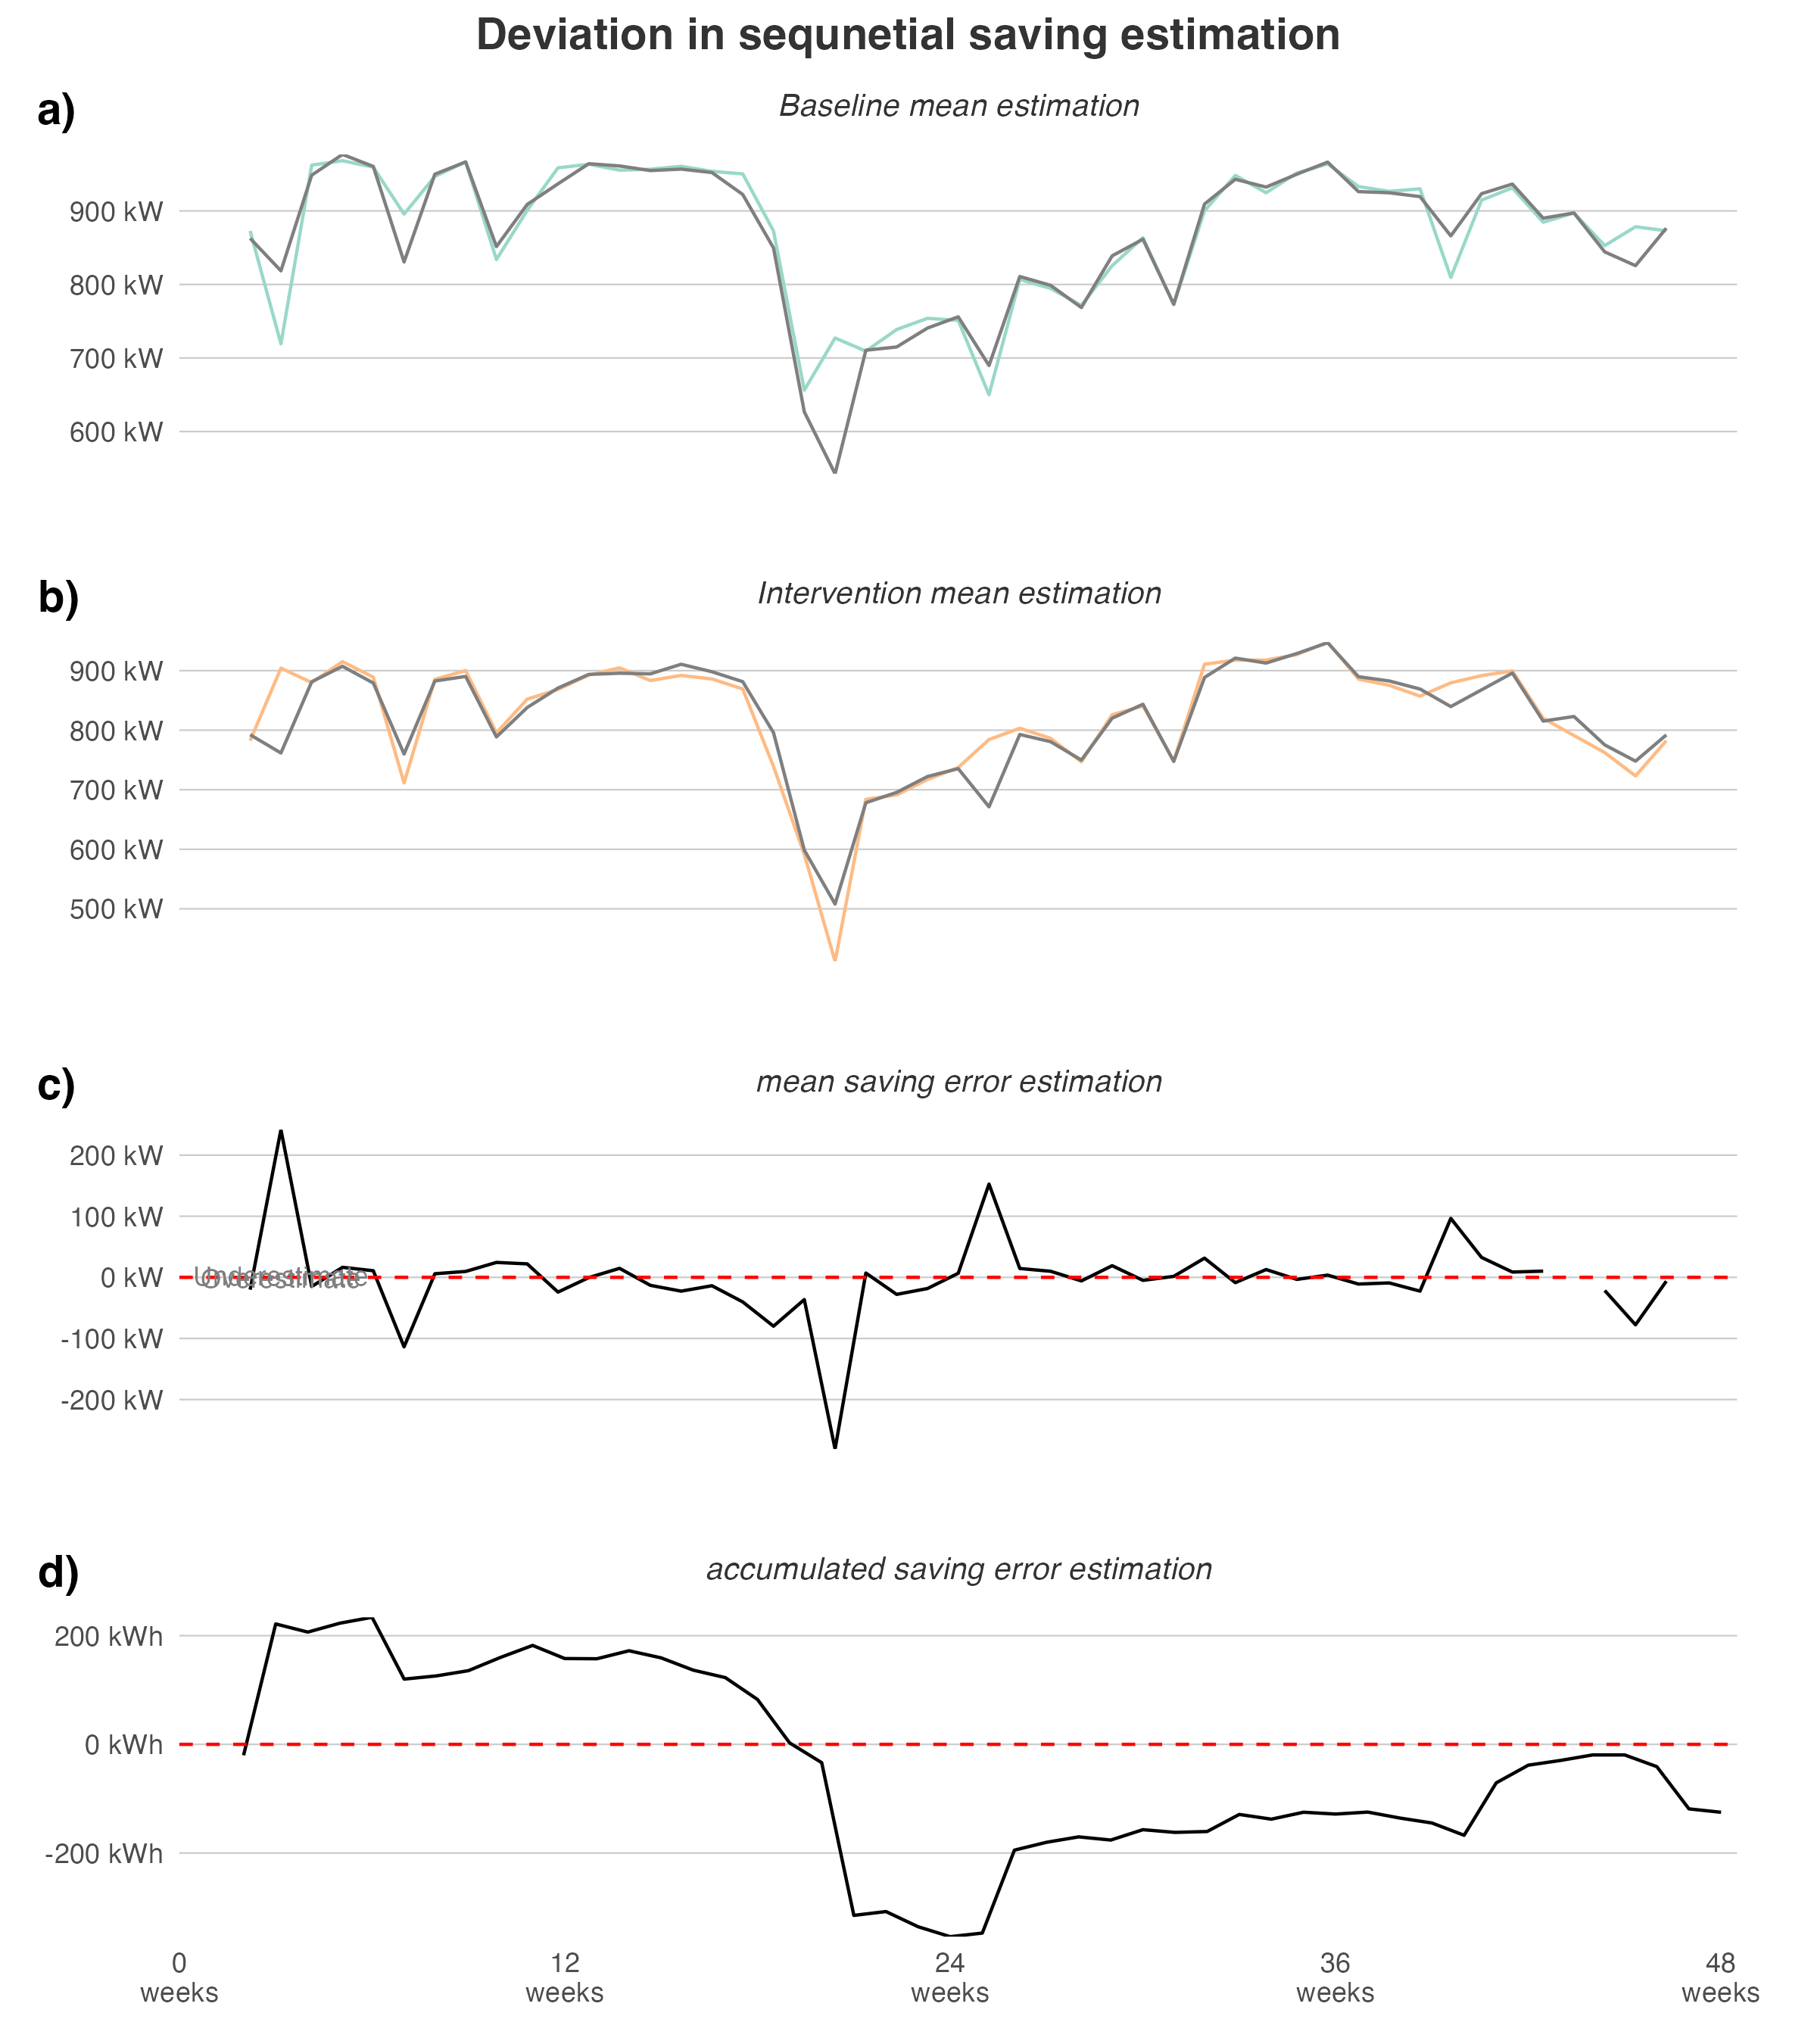 Deviation in sequnetial saving estimation
a)
Baseline mean estimation
900 kW
800 kW
700 kW
600 kW
b)
Intervention mean estimation
900 kW
800 kW
700 kW
600 kW
500 kW
c)
mean saving error estimation
200 kW
100 kW
0 kW
Underestimate
Overestimate
-100 kW
-200 kW
d)
accumulated saving error estimation
200 kWh
0 kWh
-200 kWh
0 12 24 36 48
weeks weeks weeks weeks weeks